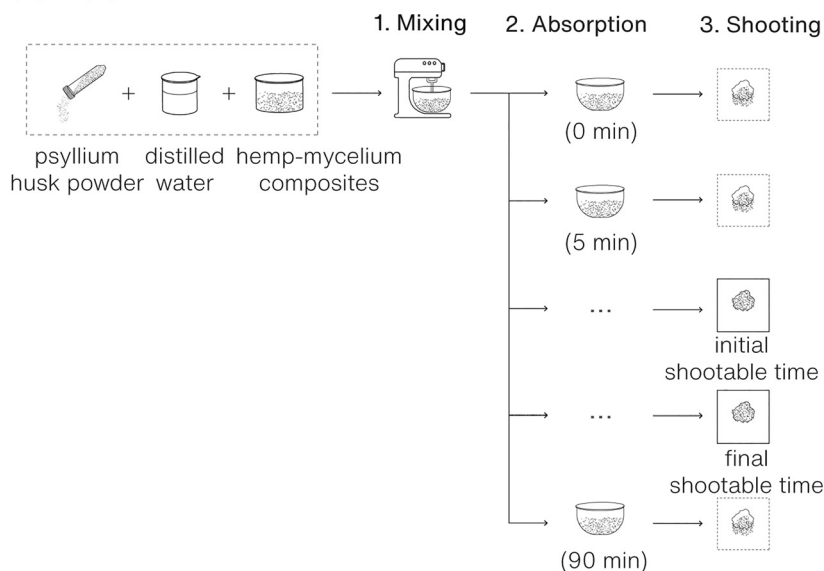 1. Mixing
2. Absorption
3. Shooting
psyllium
husk powder
distilled
water
hemp-mycelium
composites
(0 min)
(5 min)
...
initial
shootable time
...
final
shootable time
(90 min)